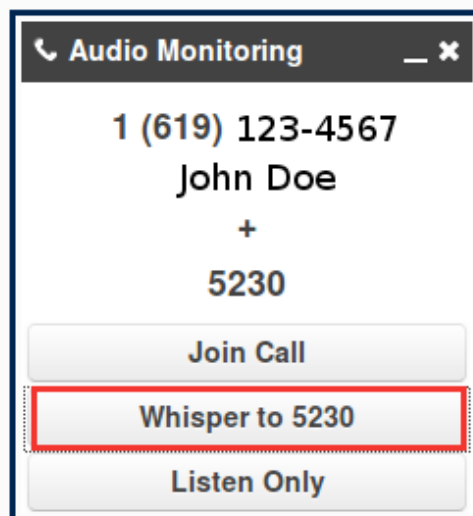 Audio Monitoring
1 (619) 123-4567
John Doe
+
5230
Join Call
Whisper to 5230
Listen Only